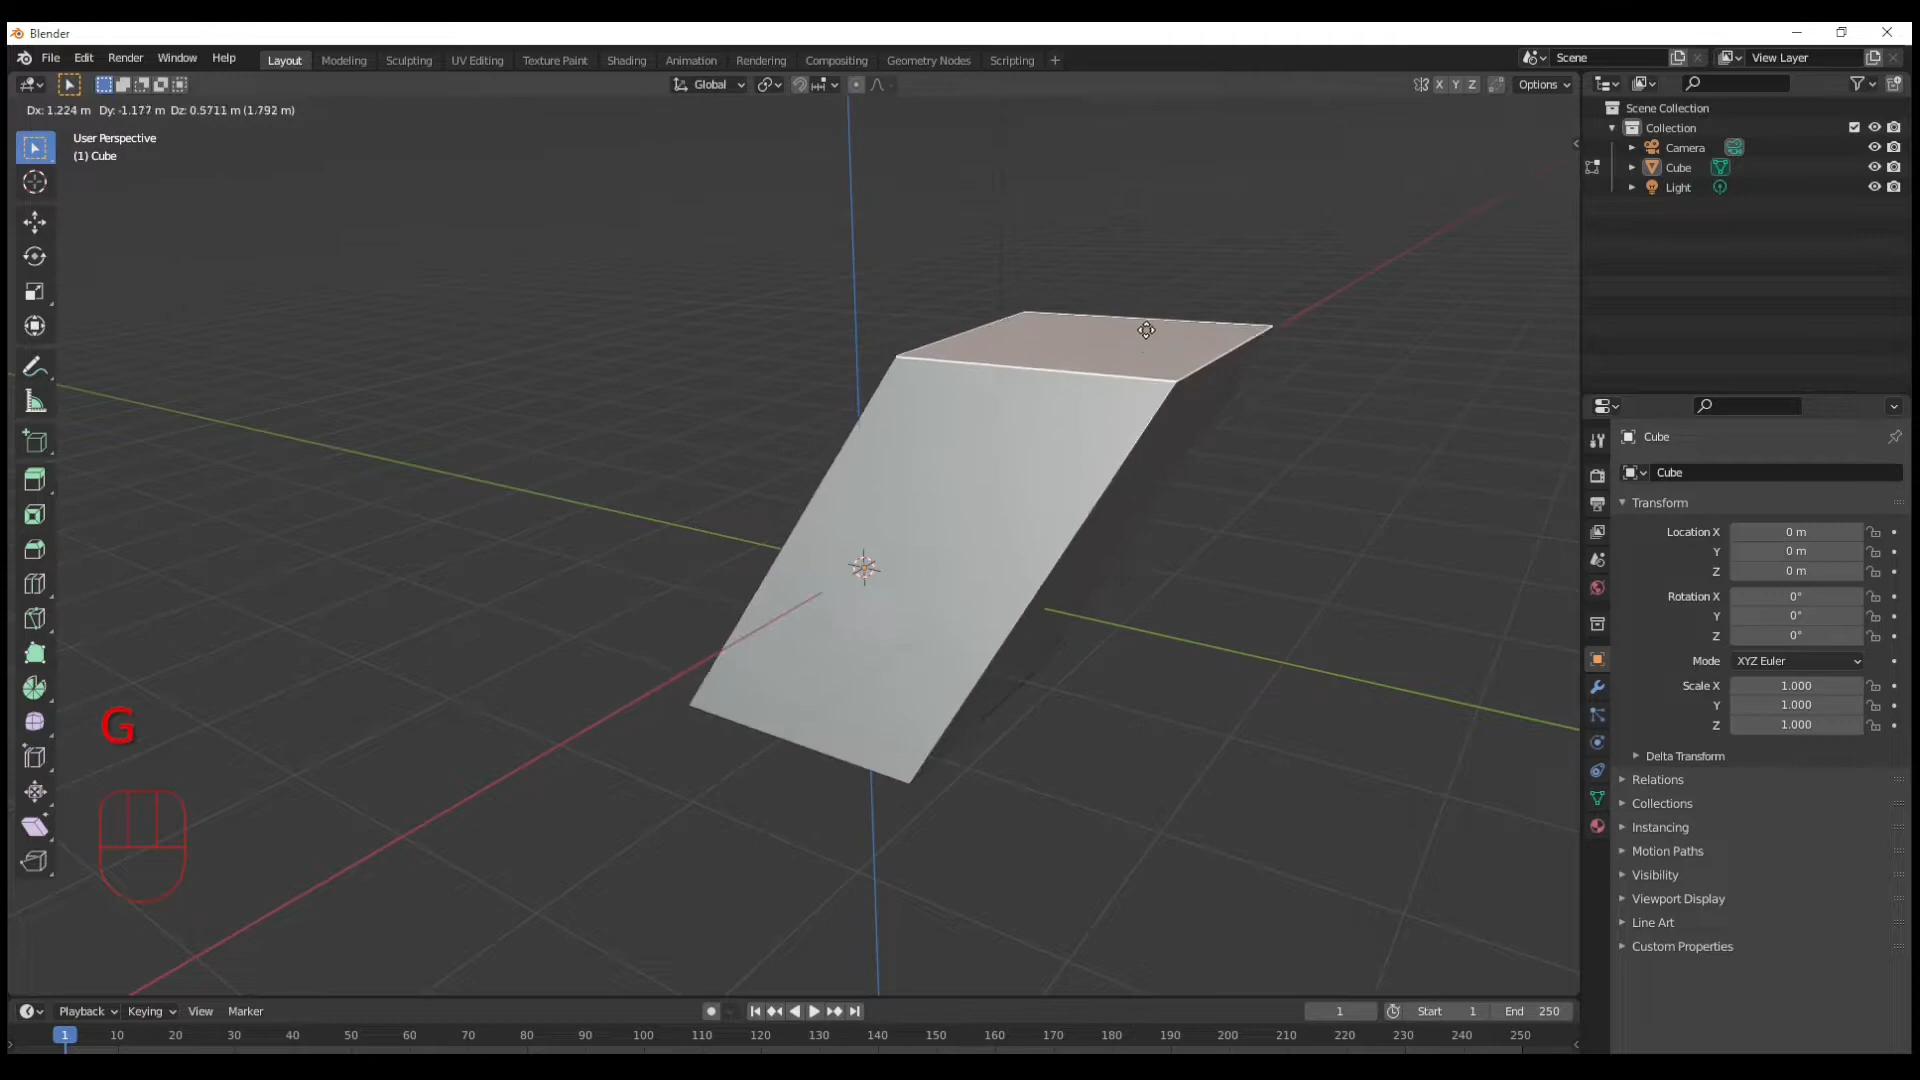 Blender
File Edit Render Window Help Layout Modeling Sculpting UV Editing Texture Paint Shading Animation Rendering Compositing Geometry Nodes Scripting + Scene View Layer
Global X Y Z Options
Dx: 1.224 m Dy: -1.177 m Dz: 0.5711 m (1.792 m)
User Perspective
(1) Cube
Scene Collection
Collection
Camera
Cube
Light
Cube
Cube
Transform
Location X 0 m
Y 0 m
Z 0 m
Rotation X 0°
Y 0°
Z 0°
Mode XYZ Euler
Scale X 1.000
Y 1.000
Z 1.000
Delta Transform
Relations
Collections
Instancing
Motion Paths
Visibility
Viewport Display
Line Art
Custom Properties
G
Playback Keying View Marker 1 Start 1 End 250
1 10 20 30 40 50 60 70 80 90 100 110 120 130 140 150 160 170 180 190 200 210 220 230 240 250